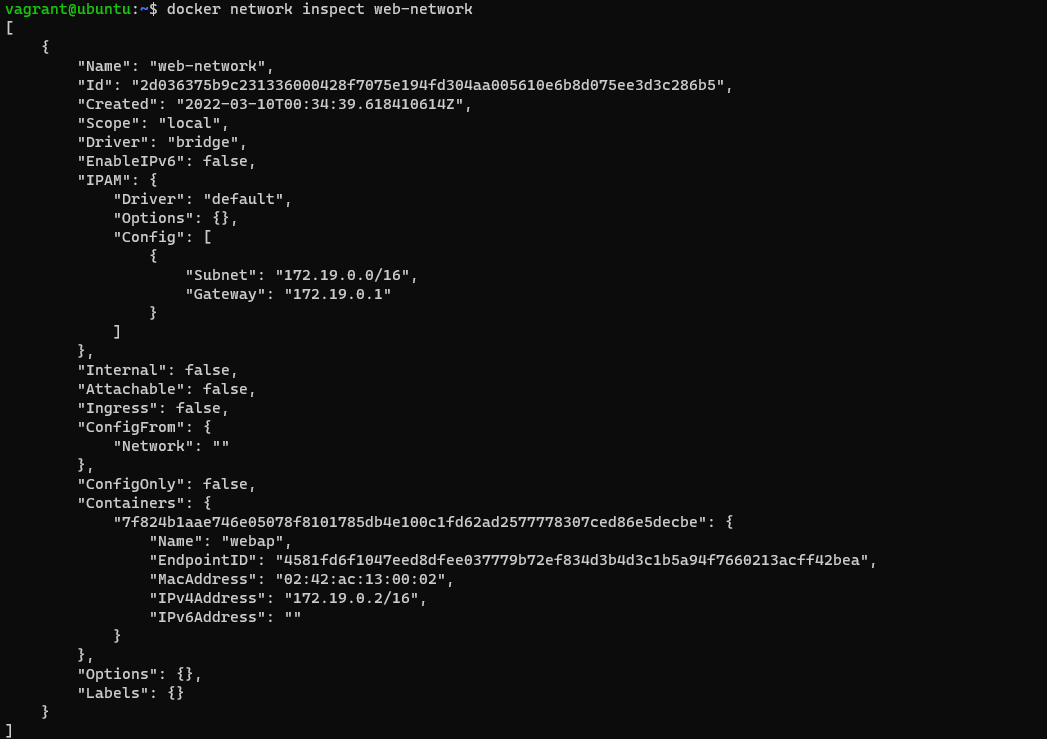 vagrant@ubuntu:~$ docker network inspect web-network
[
    {
        "Name": "web-network",
        "Id": "2d036375b9c231336000428f7075e194fd304aa005610e6b8d075ee3d3c286b5",
        "Created": "2022-03-10T00:34:39.618410614Z",
        "Scope": "local",
        "Driver": "bridge",
        "EnableIPv6": false,
        "IPAM": {
            "Driver": "default",
            "Options": {},
            "Config": [
                {
                    "Subnet": "172.19.0.0/16",
                    "Gateway": "172.19.0.1"
                }
            ]
        },
        "Internal": false,
        "Attachable": false,
        "Ingress": false,
        "ConfigFrom": {
            "Network": ""
        },
        "ConfigOnly": false,
        "Containers": {
            "7f824b1aae746e05078f8101785db4e100c1fd62ad2577778307ced86e5decbe": {
                "Name": "webap",
                "EndpointID": "4581fd6f1047eed8dfee037779b72ef834d3b4d3c1b5a94f7660213acff42bea",
                "MacAddress": "02:42:ac:13:00:02",
                "IPv4Address": "172.19.0.2/16",
                "IPv6Address": ""
            }
        },
        "Options": {},
        "Labels": {}
    }
]